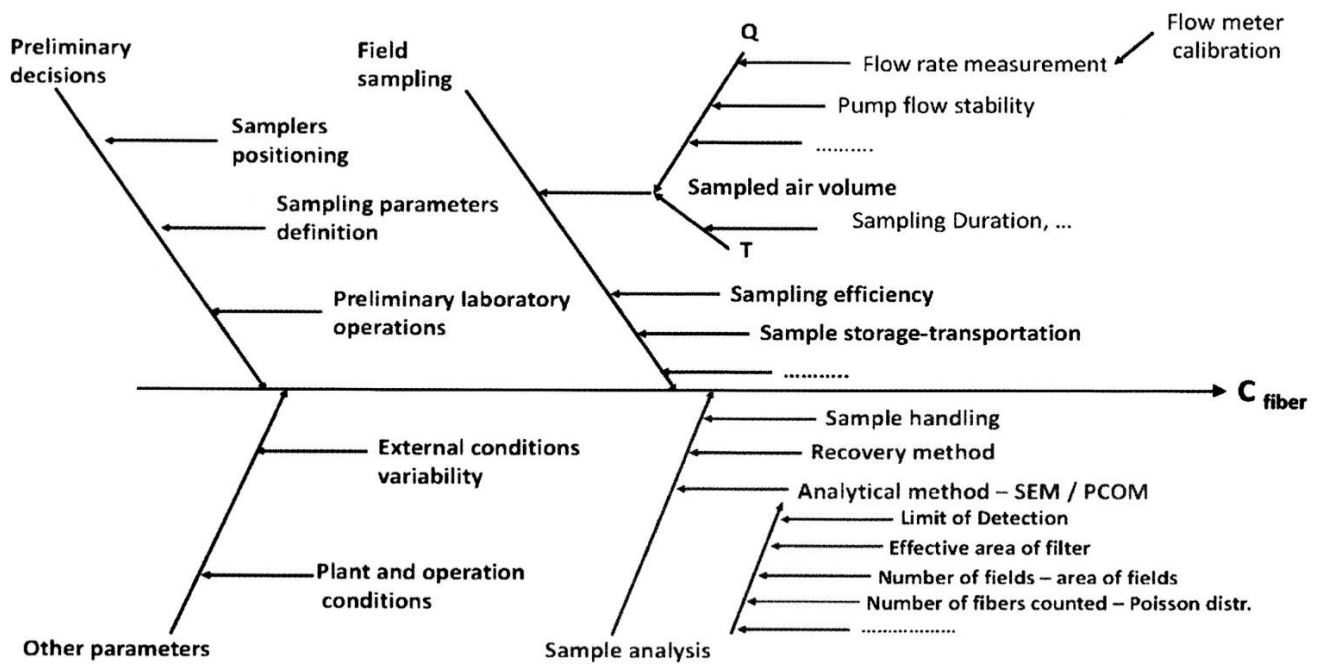 Preliminary
decisions
Samplers
positioning
Sampling parameters
definition
Preliminary laboratory
operations
Field
sampling
Q
Flow meter
calibration
Flow rate measurement
Pump flow stability
..........
Sampled air volume
Sampling Duration, ...
T
Sampling efficiency
Sample storage-transportation
...........
C fiber
External conditions
variability
Plant and operation
conditions
Other parameters
Sample handling
Recovery method
Analytical method – SEM / PCOM
Limit of Detection
Effective area of filter
Number of fields – area of fields
Number of fibers counted – Poisson distr.
................
Sample analysis